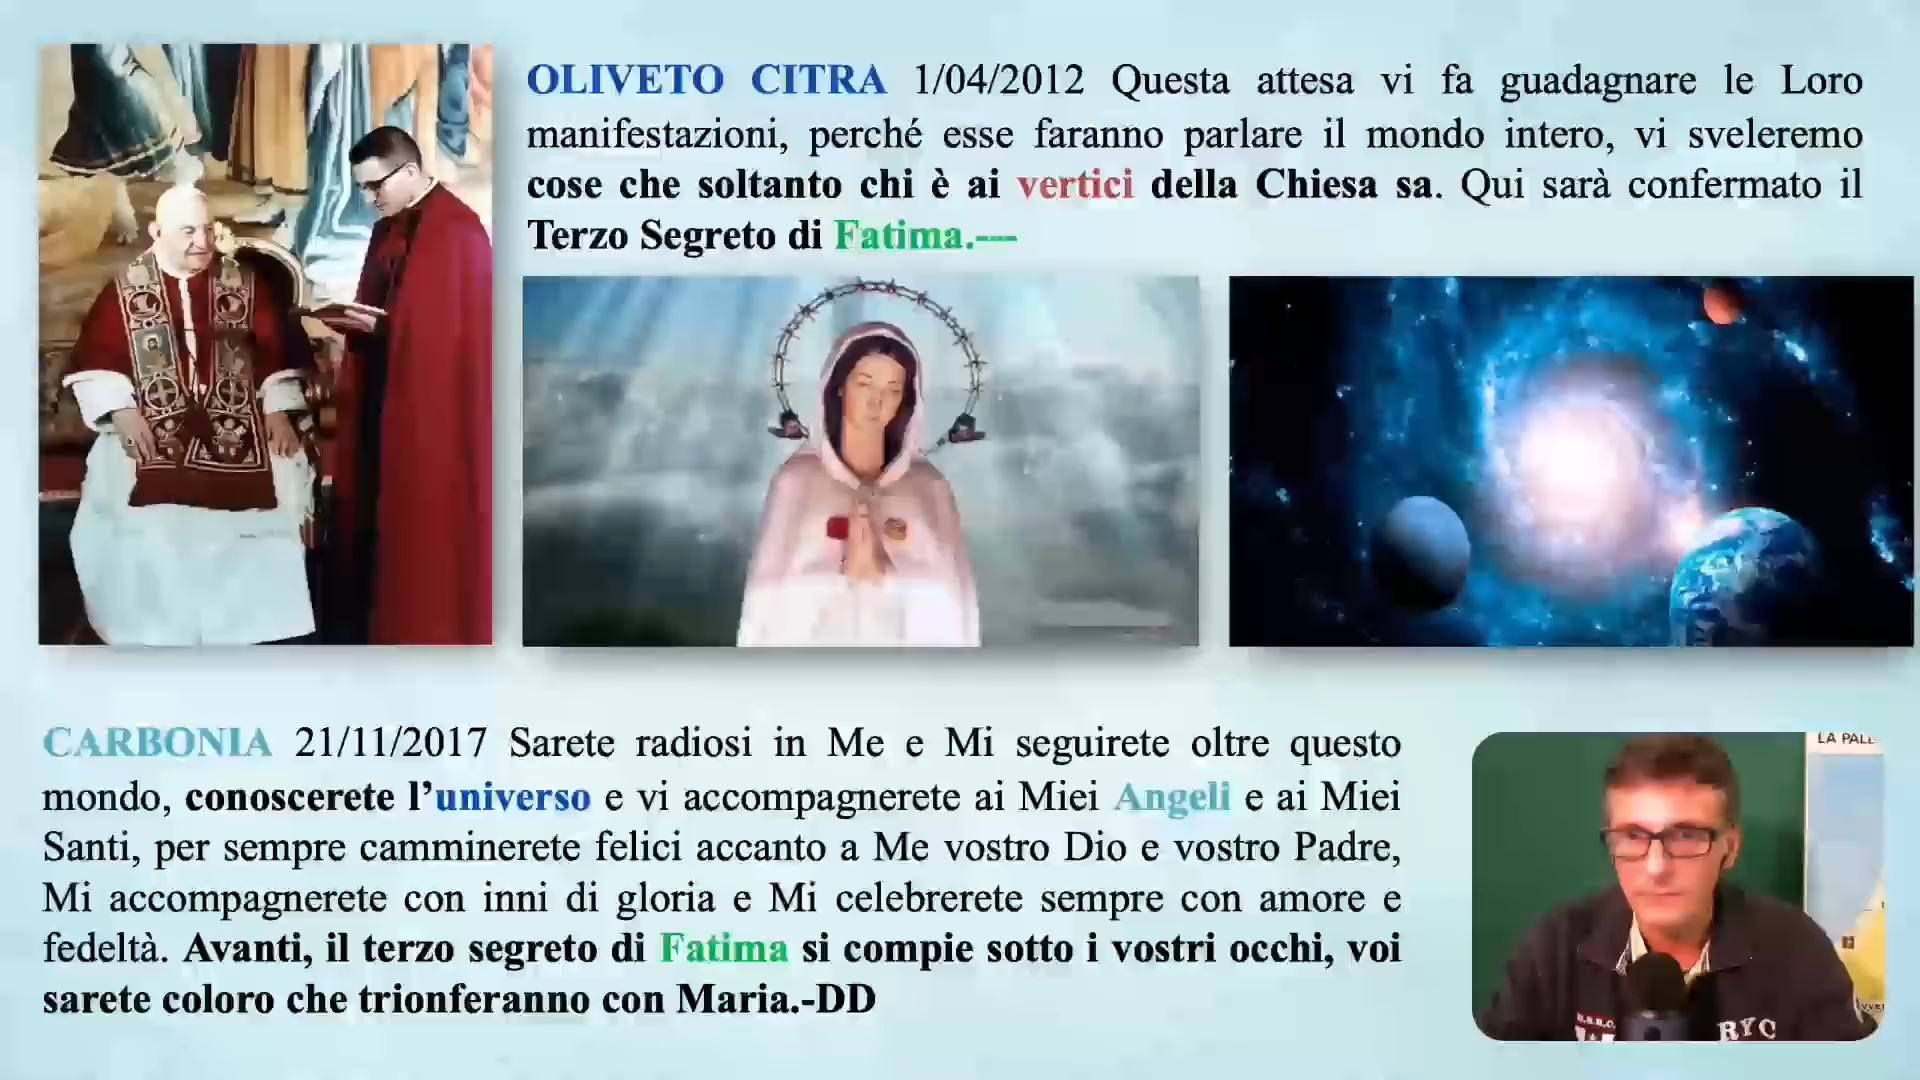 OLIVETO CITRA 1/04/2012 Questa attesa vi fa guadagnare le Loro
manifestazioni, perché esse faranno parlare il mondo intero, vi sveleremo
cose che soltanto chi è ai vertici della Chiesa sa. Qui sarà confermato il
Terzo Segreto di Fatima.---
CARBONIA 21/11/2017 Sarete radiosi in Me e Mi seguirete oltre questo
mondo, conoscerete l’universo e vi accompagnerete ai Miei Angeli e ai Miei
Santi, per sempre camminerete felici accanto a Me vostro Dio e vostro Padre,
Mi accompagnerete con inni di gloria e Mi celebrerete sempre con amore e
fedeltà. Avanti, il terzo segreto di Fatima si compie sotto i vostri occhi, voi
sarete coloro che trionferanno con Maria.-DD
LA PALL
RYC